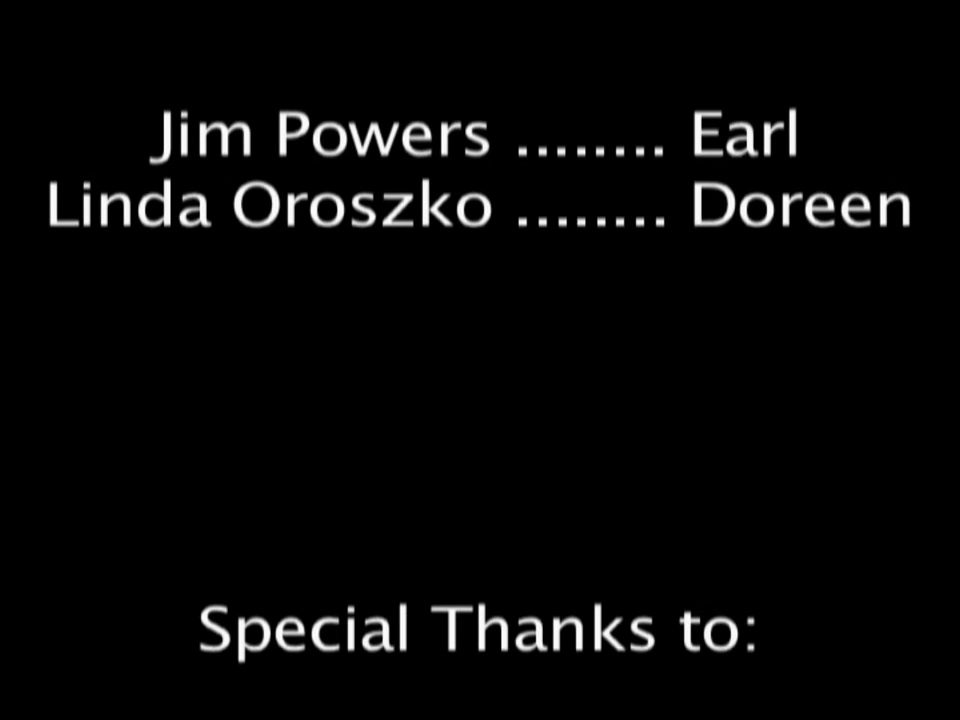 Jim Powers ........ Earl
Linda Oroszko ........ Doreen
Special Thanks to: